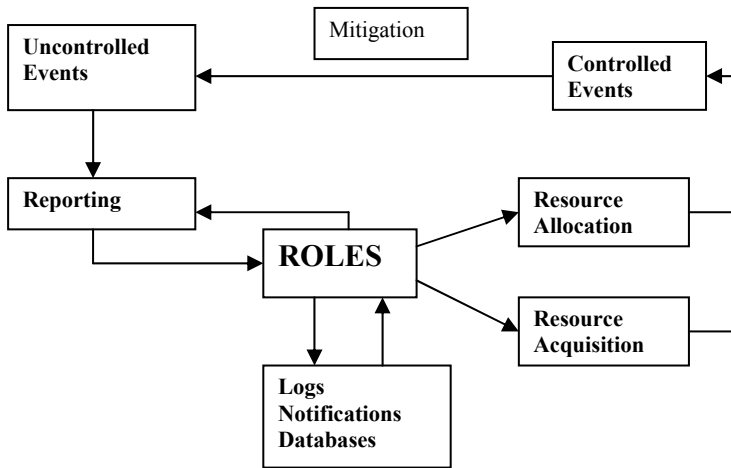 Mitigation
Uncontrolled
Events
Controlled
Events
Reporting
Resource
Allocation
ROLES
Resource
Acquisition
Logs
Notifications
Databases